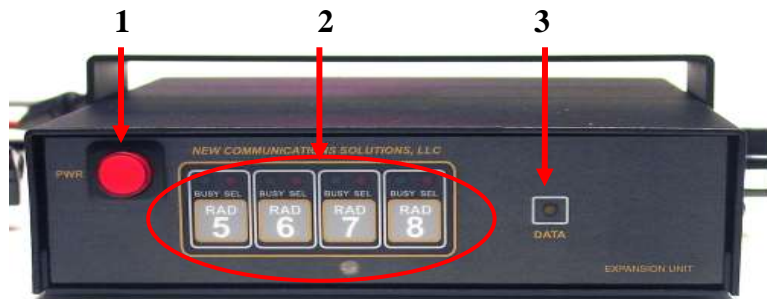 1 2 3
NEW COMMUNICATIONS SOLUTIONS, LLC
PWR
BUSY SEL BUSY SEL BUSY SEL BUSY SEL
RAD RAD RAD RAD
5 6 7 8
DATA
EXPANSION UNIT